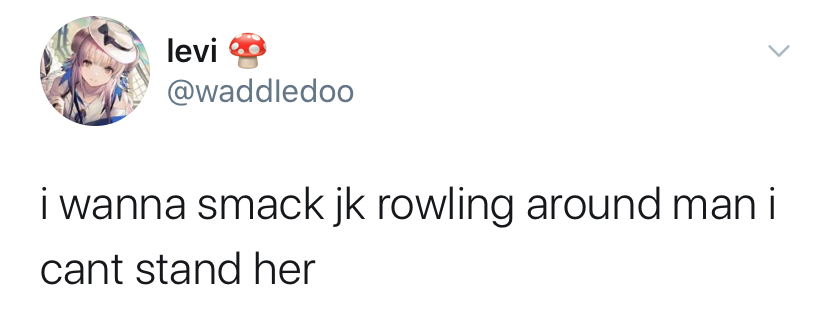 levi 🍄
@waddledoo
i wanna smack jk rowling around man i
cant stand her